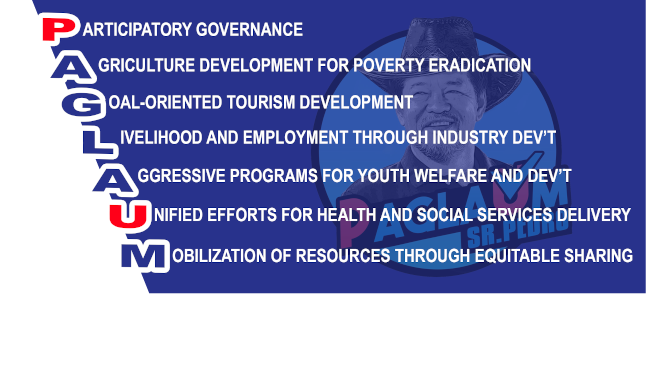 PARTICIPATORY GOVERNANCE
AGRICULTURE DEVELOPMENT FOR POVERTY ERADICATION
GOAL-ORIENTED TOURISM DEVELOPMENT
LIVELIHOOD AND EMPLOYMENT THROUGH INDUSTRY DEV'T
AGGRESSIVE PROGRAMS FOR YOUTH WELFARE AND DEV'T
UNIFIED EFFORTS FOR HEALTH AND SOCIAL SERVICES DELIVERY
MOBILIZATION OF RESOURCES THROUGH EQUITABLE SHARING
PAGLAUM
SR. PEDRO